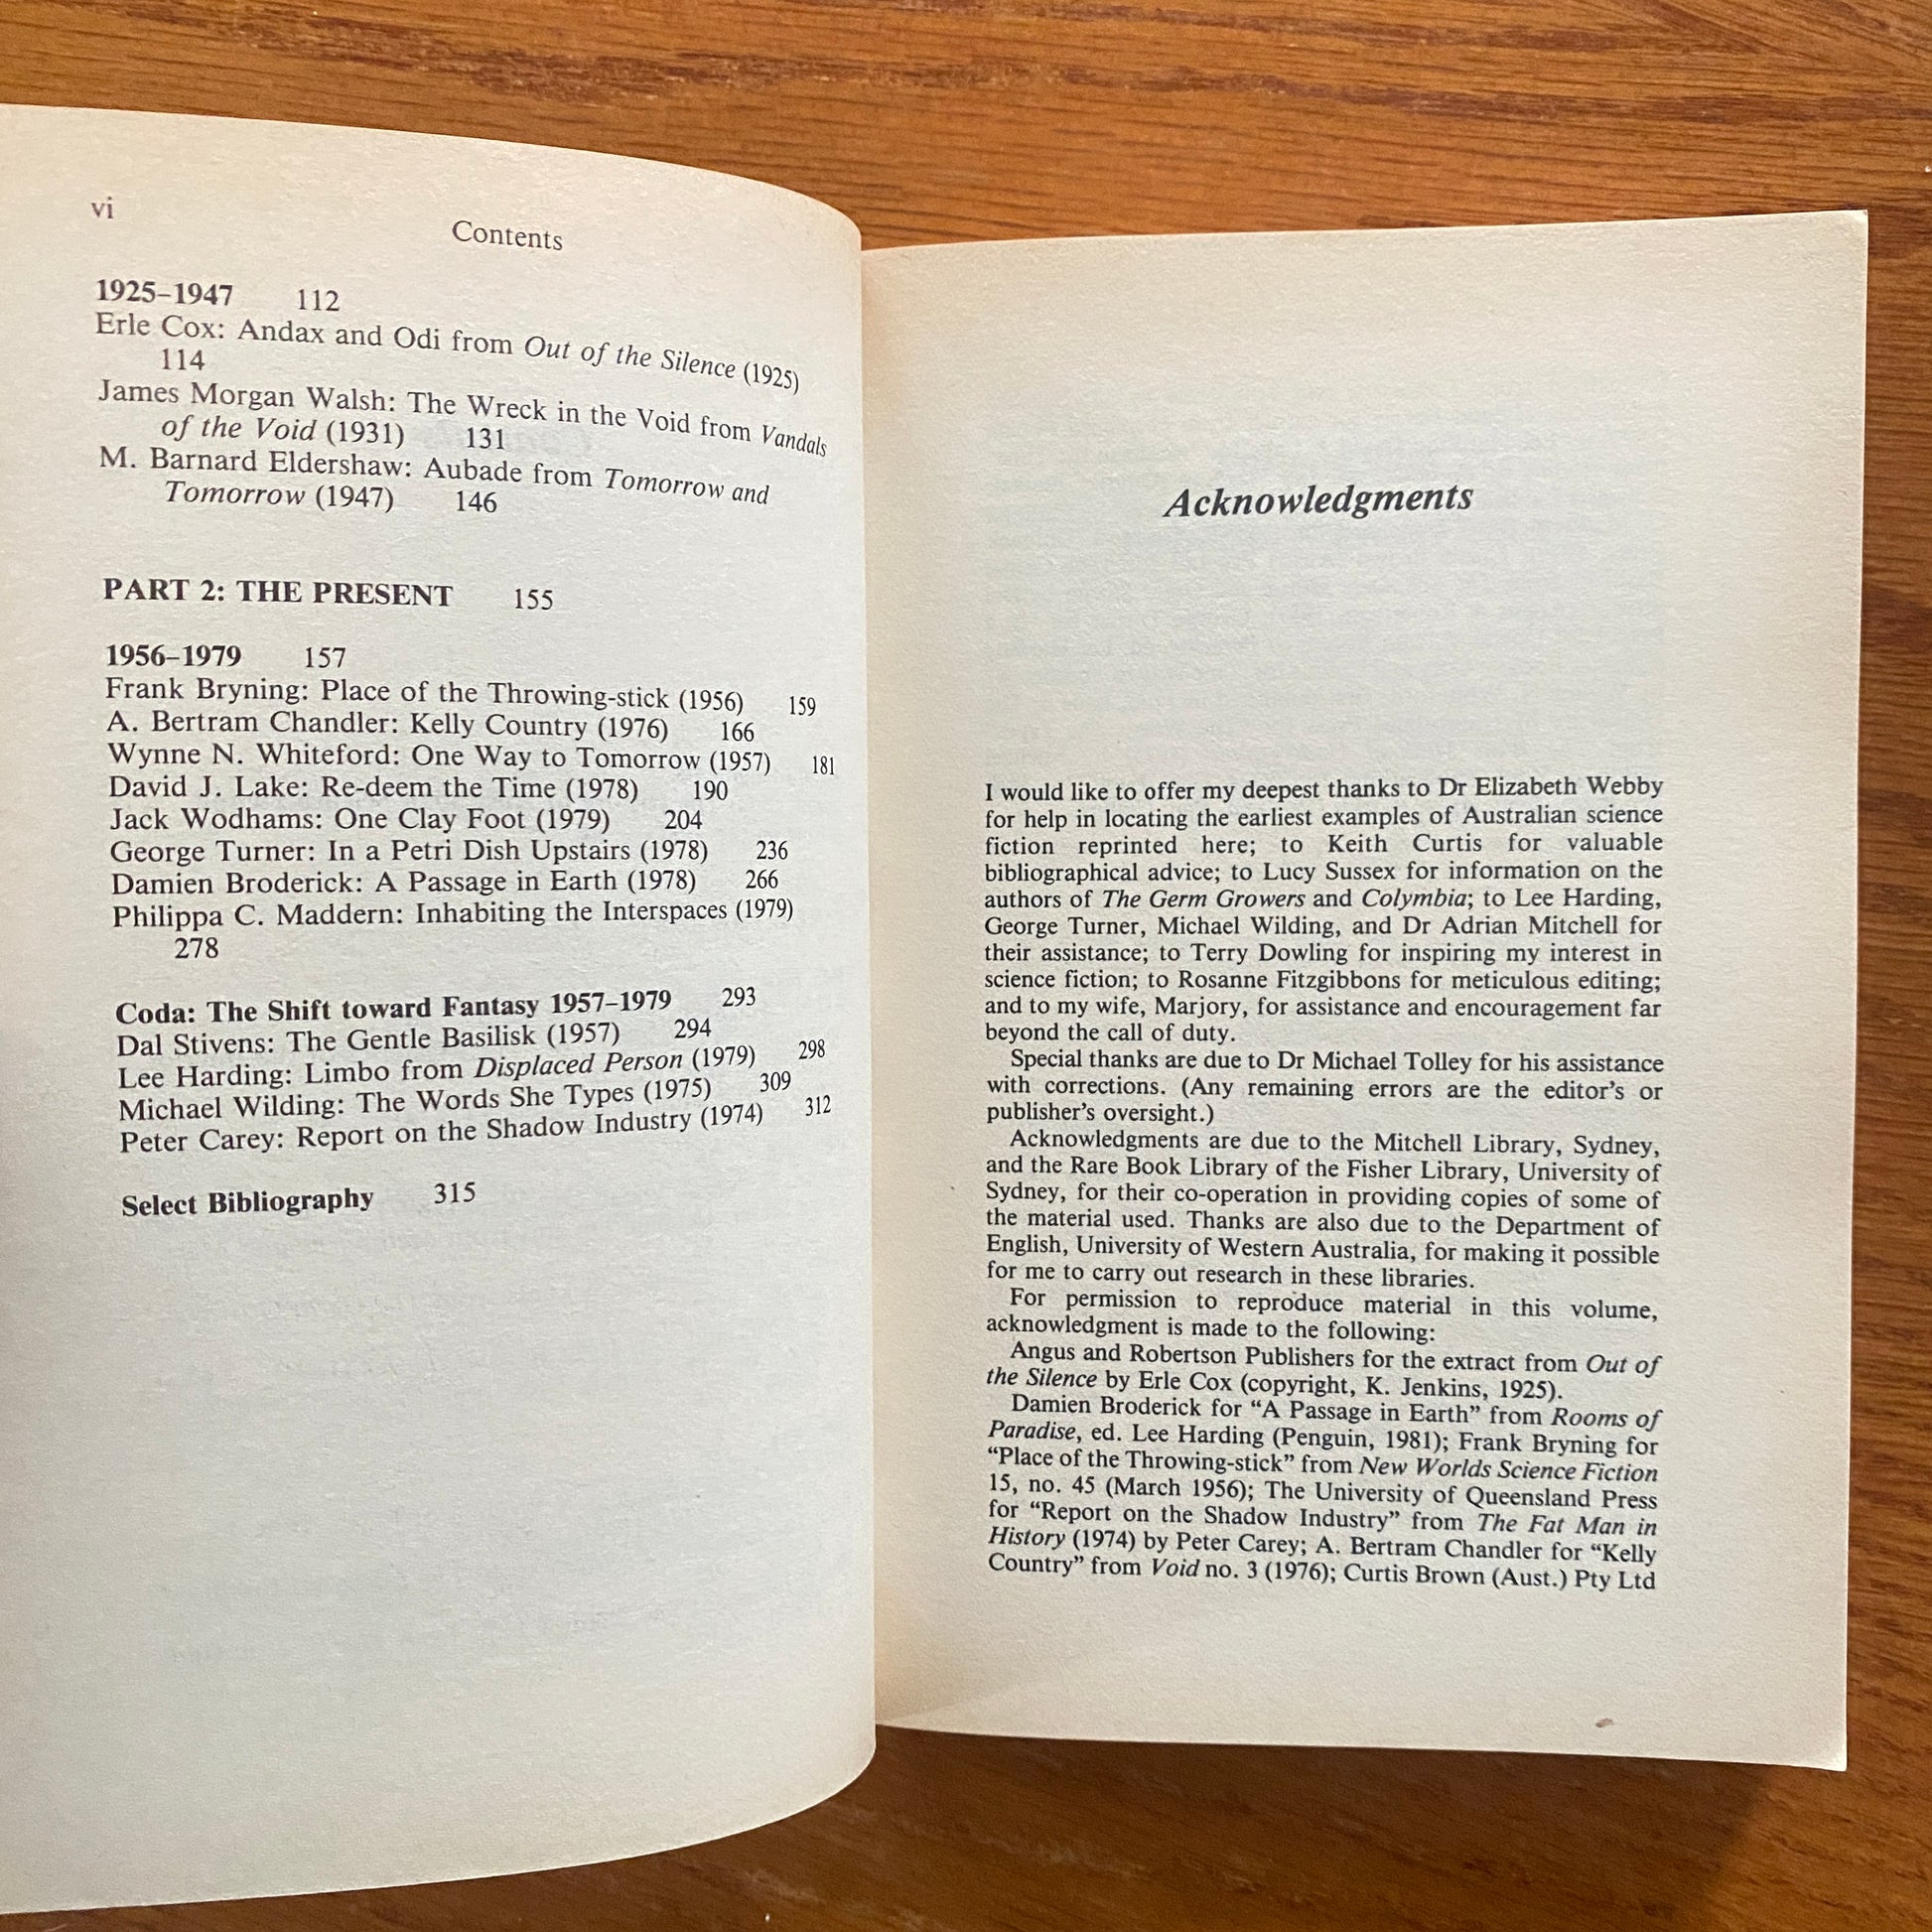 vi
Contents
1925–1947 112
Erle Cox: Andax and Odi from Out of the Silence (1925)
114
James Morgan Walsh: The Wreck in the Void from Vandals
of the Void (1931) 131
M. Barnard Eldershaw: Aubade from Tomorrow and
Tomorrow (1947) 146
PART 2: THE PRESENT 155
1956–1979 157
Frank Bryning: Place of the Throwing-stick (1956) 159
A. Bertram Chandler: Kelly Country (1976) 166
Wynne N. Whiteford: One Way to Tomorrow (1957) 181
David J. Lake: Re-deem the Time (1978) 190
Jack Wodhams: One Clay Foot (1979) 204
George Turner: In a Petri Dish Upstairs (1978) 236
Damien Broderick: A Passage in Earth (1978) 266
Philippa C. Maddern: Inhabiting the Interspaces (1979)
278
Coda: The Shift toward Fantasy 1957–1979 293
Dal Stivens: The Gentle Basilisk (1957) 294
Lee Harding: Limbo from Displaced Person (1979) 298
Michael Wilding: The Words She Types (1975) 309
Peter Carey: Report on the Shadow Industry (1974) 312
Select Bibliography 315
Acknowledgments
I would like to offer my deepest thanks to Dr Elizabeth Webby
for help in locating the earliest examples of Australian science
fiction reprinted here; to Keith Curtis for valuable
bibliographical advice; to Lucy Sussex for information on the
authors of The Germ Growers and Colymbia; to Lee Harding,
George Turner, Michael Wilding, and Dr Adrian Mitchell for
their assistance; to Terry Dowling for inspiring my interest in
science fiction; to Rosanne Fitzgibbons for meticulous editing;
and to my wife, Marjory, for assistance and encouragement far
beyond the call of duty.
Special thanks are due to Dr Michael Tolley for his assistance
with corrections. (Any remaining errors are the editor's or
publisher's oversight.)
Acknowledgments are due to the Mitchell Library, Sydney,
and the Rare Book Library of the Fisher Library, University of
Sydney, for their co-operation in providing copies of some of
the material used. Thanks are also due to the Department of
English, University of Western Australia, for making it possible
for me to carry out research in these libraries.
For permission to reproduce material in this volume,
acknowledgment is made to the following:
Angus and Robertson Publishers for the extract from Out of
the Silence by Erle Cox (copyright, K. Jenkins, 1925).
Damien Broderick for “A Passage in Earth” from Rooms of
Paradise, ed. Lee Harding (Penguin, 1981); Frank Bryning for
“Place of the Throwing-stick” from New Worlds Science Fiction
15, no. 45 (March 1956); The University of Queensland Press
for “Report on the Shadow Industry” from The Fat Man in
History (1974) by Peter Carey; A. Bertram Chandler for “Kelly
Country” from Void no. 3 (1976); Curtis Brown (Aust.) Pty Ltd